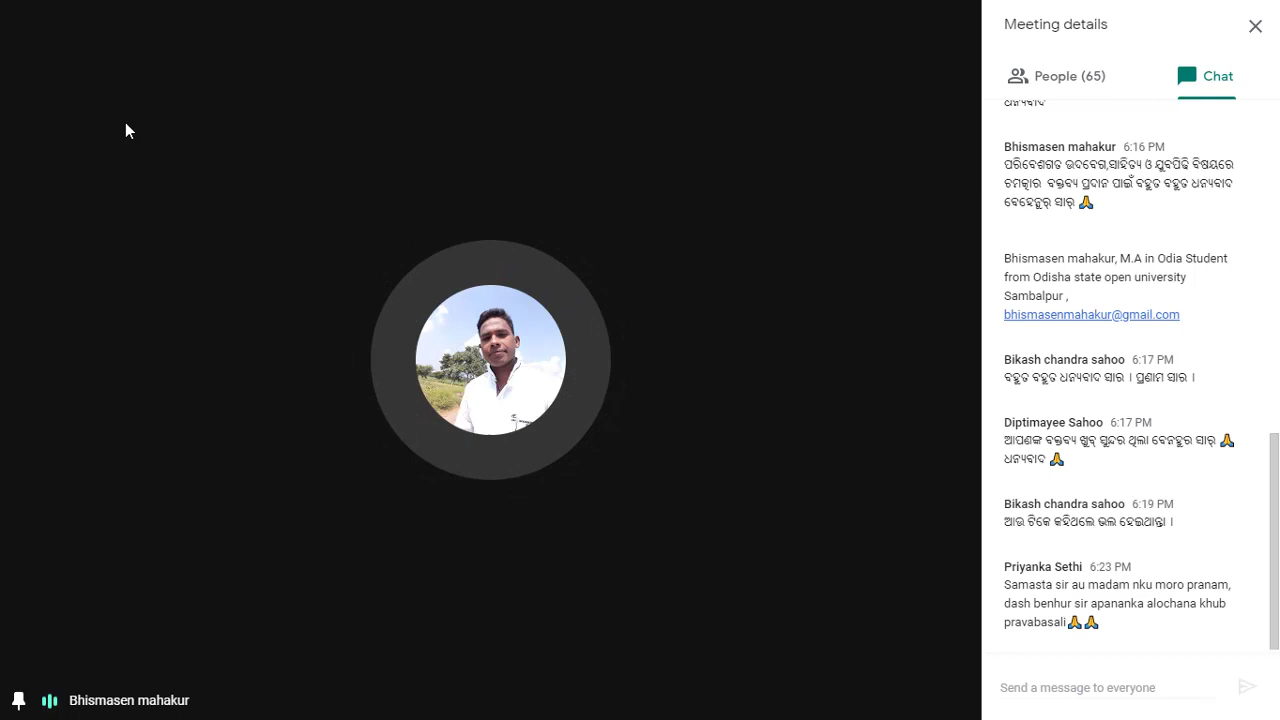 Meeting details
People (65)
Chat
ଧନ୍ୟବାଦ
Bhismasen mahakur 6:16 PM
ପରିବେଶଗତ ଉଦବେଗ,ସାହିତ୍ୟ ଓ ଯୁବପିଢି ବିଷୟରେ
ଚମତ୍କାର ବକ୍ତବ୍ୟ ପ୍ରଦାନ ପାଇଁ ବହୁତ ବହୁତ ଧନ୍ୟବାଦ
ବେହେନୁର୍ ସାର୍ 🙏
Bhismasen mahakur, M.A in Odia Student
from Odisha state open university
Sambalpur ,
bhismasenmahakur@gmail.com
Bikash chandra sahoo 6:17 PM
ବହୁତ ବହୁତ ଧନ୍ୟବାଦ ସାର । ପ୍ରଣାମ ସାର ।
Diptimayee Sahoo 6:17 PM
ଆପଣଙ୍କ ବକ୍ତବ୍ୟ ଖୁବ୍ ସୁନ୍ଦର ଥିଲା ବେନହୁର ସାର୍ 🙏
ଧନ୍ୟବାଦ 🙏
Bikash chandra sahoo 6:19 PM
ଆଉ ଟିକେ କହିଥଲେ ଭଲ ହେଇଥାନ୍ତା ।
Priyanka Sethi 6:23 PM
Samasta sir au madam nku moro pranam,
dash benhur sir apananka alochana khub
pravabasali🙏🙏
Send a message to everyone
Bhismasen mahakur